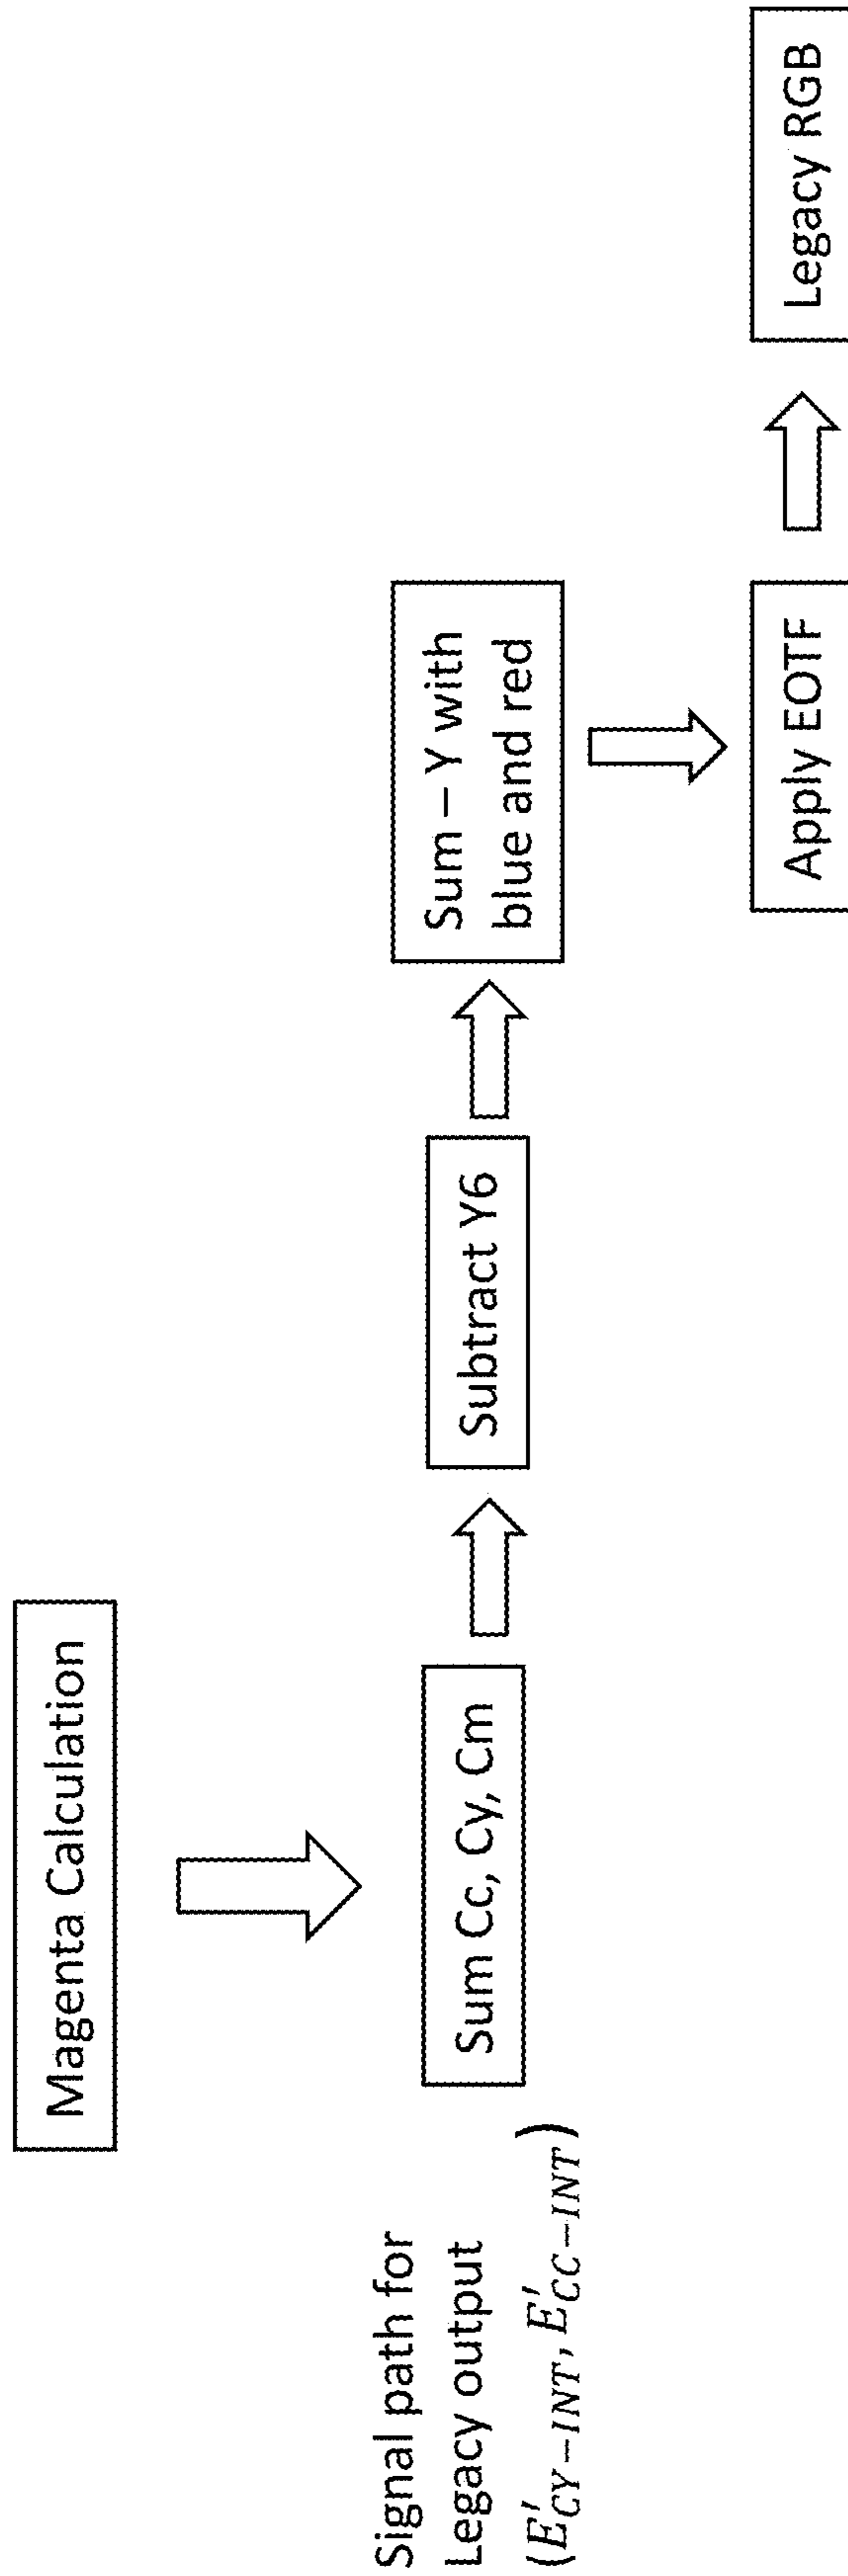 Magenta Calculation
Signal path for
Legacy output
(E'_{CY-INT}, E'_{CC-INT})
Sum Cc, Cy, Cm
Subtract Y6
Sum – Y with
blue and red
Apply EOTF
Legacy RGB